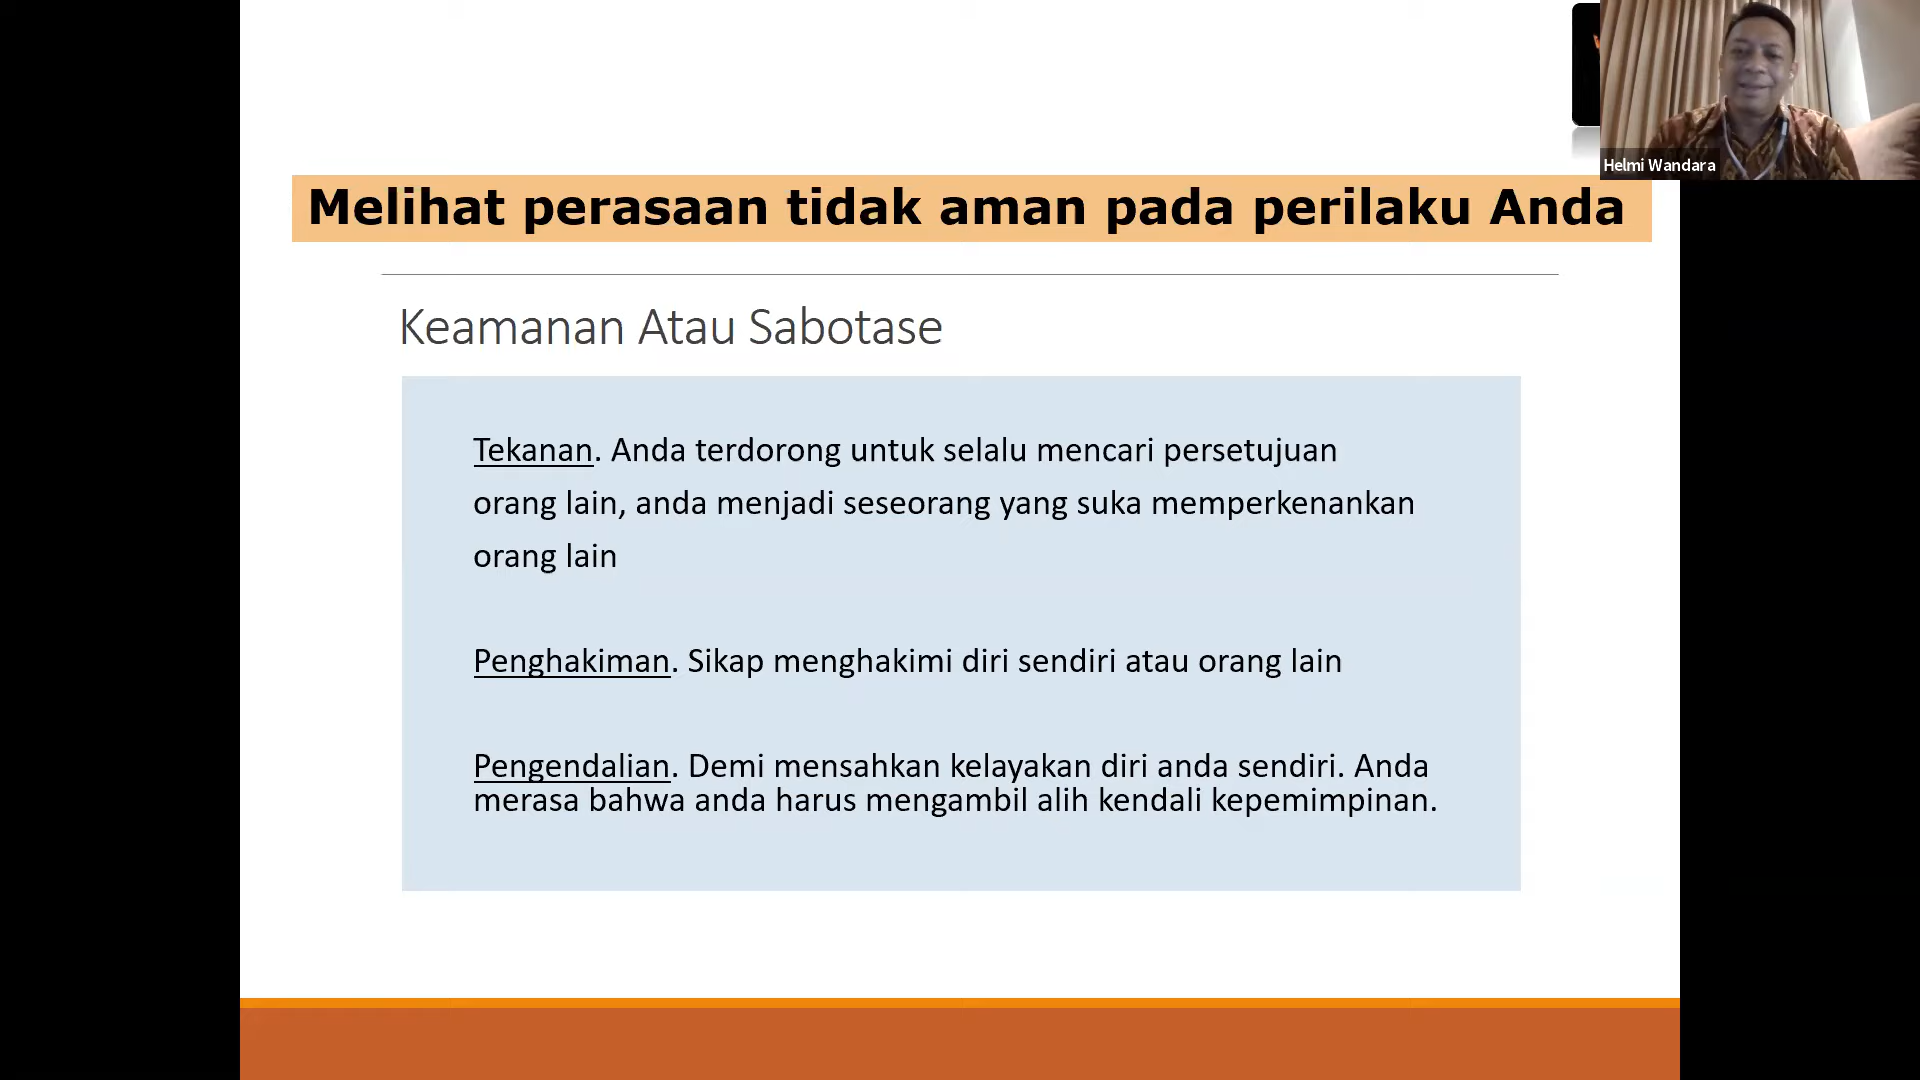 Helmi Wandara
Melihat perasaan tidak aman pada perilaku Anda
Keamanan Atau Sabotase
Tekanan. Anda terdorong untuk selalu mencari persetujuan
orang lain, anda menjadi seseorang yang suka memperkenankan
orang lain
Penghakiman. Sikap menghakimi diri sendiri atau orang lain
Pengendalian. Demi mensahkan kelayakan diri anda sendiri. Anda
merasa bahwa anda harus mengambil alih kendali kepemimpinan.